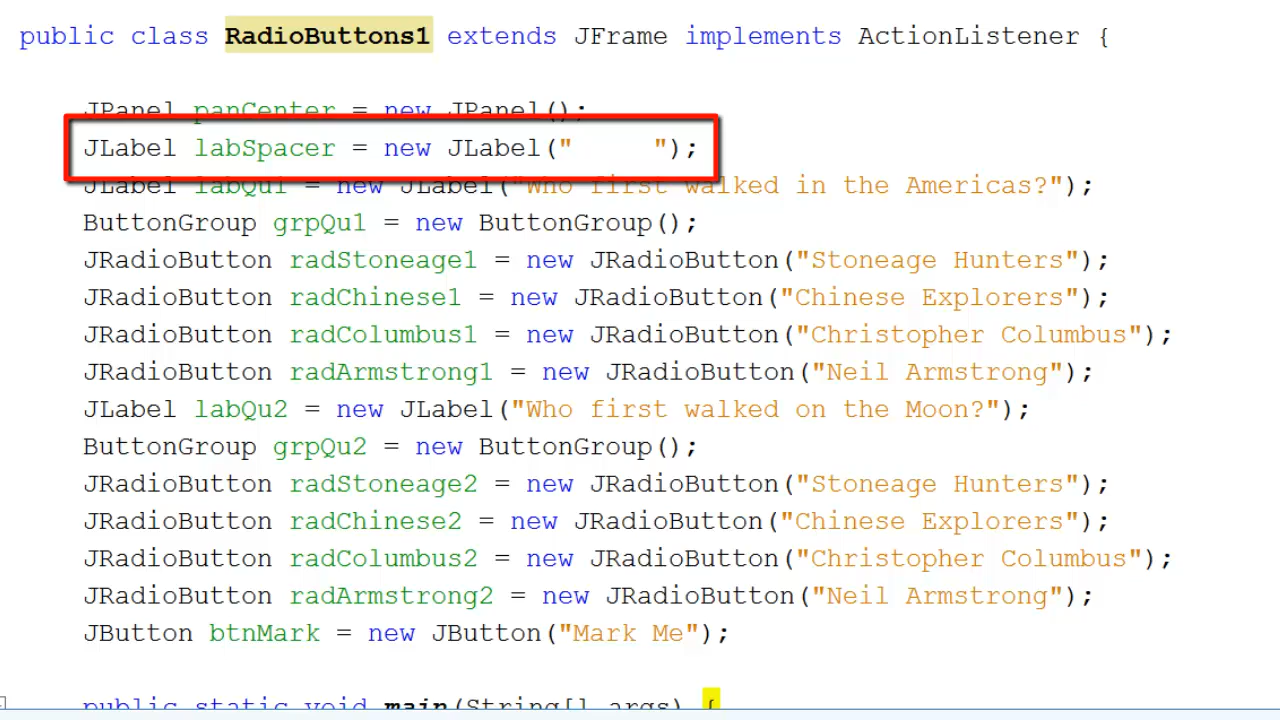 public class RadioButtons1 extends JFrame implements ActionListener {
JPanel panCenter = new JPanel();
JLabel labSpacer = new JLabel("     ");
JLabel labQu1 = new JLabel("Who first walked in the Americas?");
ButtonGroup grpQu1 = new ButtonGroup();
JRadioButton radStoneage1 = new JRadioButton("Stoneage Hunters");
JRadioButton radChinese1 = new JRadioButton("Chinese Explorers");
JRadioButton radColumbus1 = new JRadioButton("Christopher Columbus");
JRadioButton radArmstrong1 = new JRadioButton("Neil Armstrong");
JLabel labQu2 = new JLabel("Who first walked on the Moon?");
ButtonGroup grpQu2 = new ButtonGroup();
JRadioButton radStoneage2 = new JRadioButton("Stoneage Hunters");
JRadioButton radChinese2 = new JRadioButton("Chinese Explorers");
JRadioButton radColumbus2 = new JRadioButton("Christopher Columbus");
JRadioButton radArmstrong2 = new JRadioButton("Neil Armstrong");
JButton btnMark = new JButton("Mark Me");
public static void main(String[] args) {